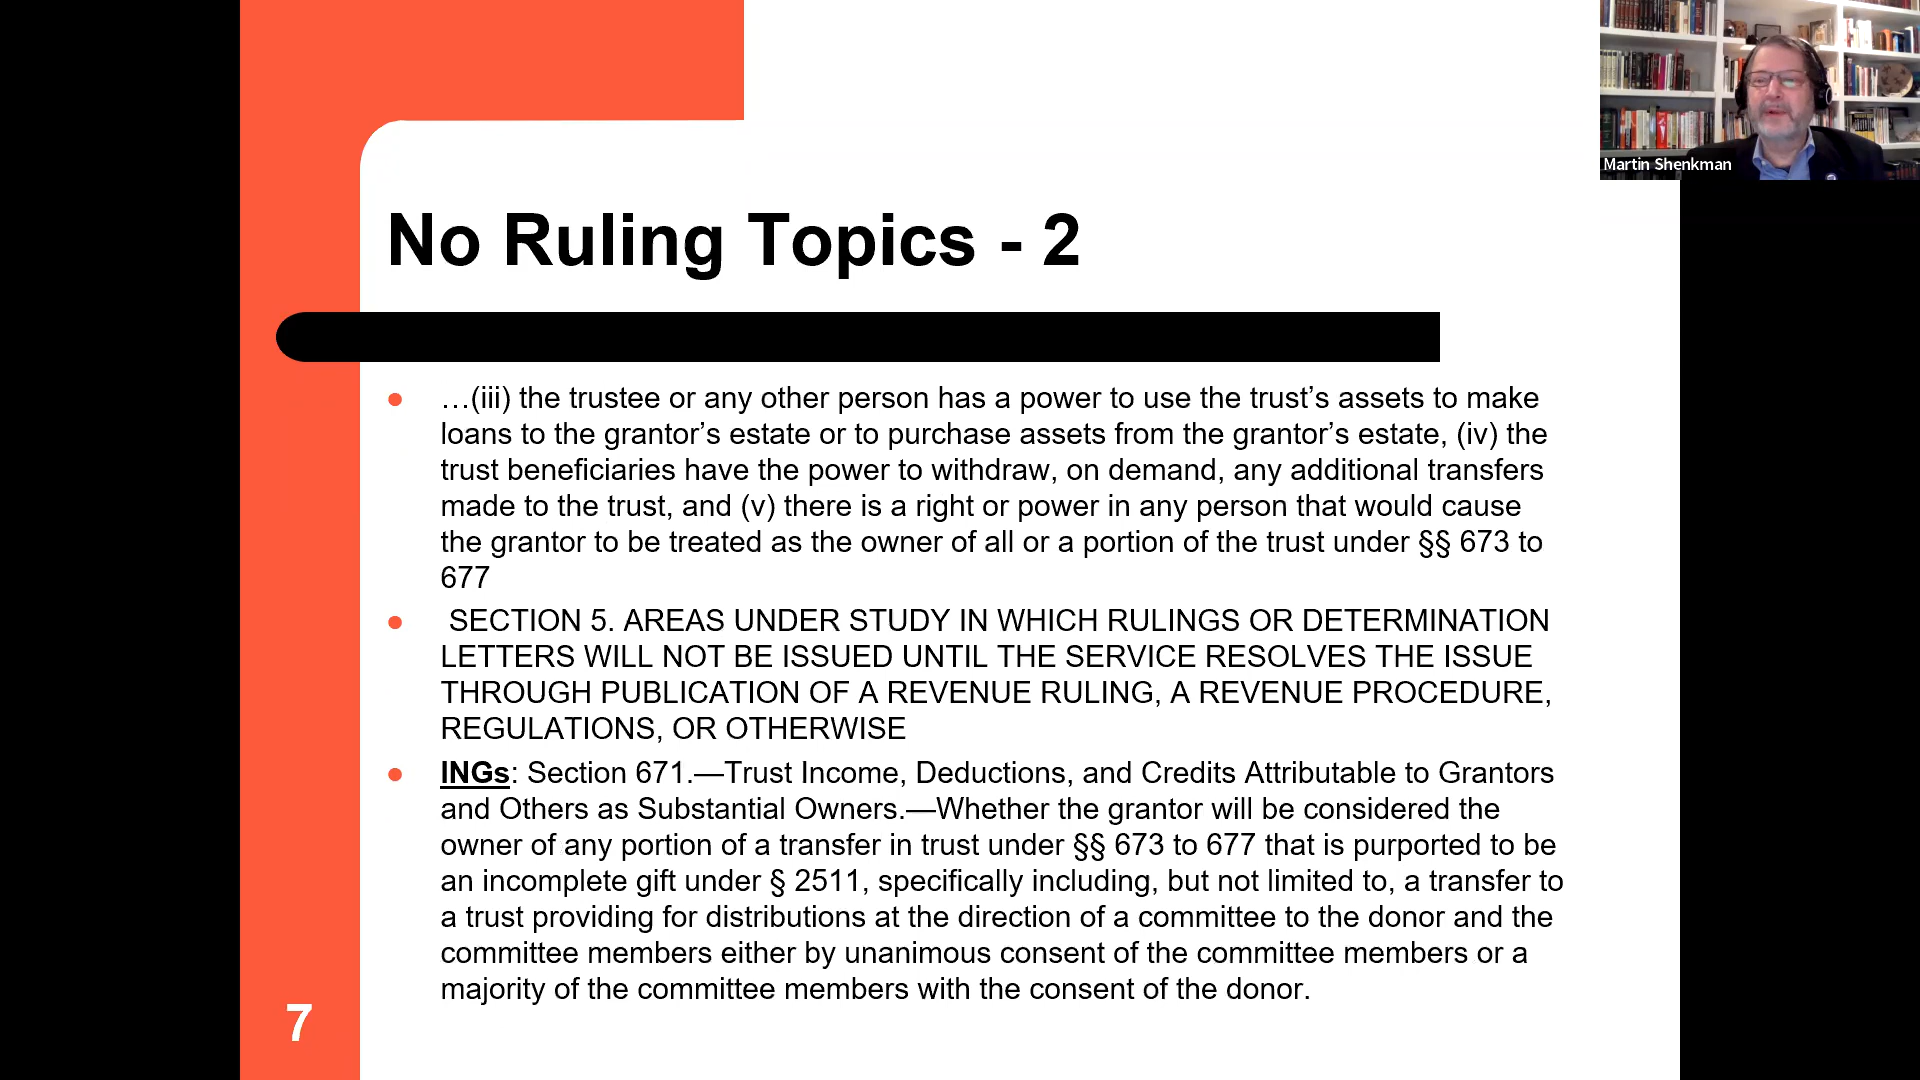 Martin Shenkman
No Ruling Topics - 2
…(iii) the trustee or any other person has a power to use the trust’s assets to make
loans to the grantor’s estate or to purchase assets from the grantor’s estate, (iv) the
trust beneficiaries have the power to withdraw, on demand, any additional transfers
made to the trust, and (v) there is a right or power in any person that would cause
the grantor to be treated as the owner of all or a portion of the trust under §§ 673 to
677
SECTION 5. AREAS UNDER STUDY IN WHICH RULINGS OR DETERMINATION
LETTERS WILL NOT BE ISSUED UNTIL THE SERVICE RESOLVES THE ISSUE
THROUGH PUBLICATION OF A REVENUE RULING, A REVENUE PROCEDURE,
REGULATIONS, OR OTHERWISE
INGs: Section 671.—Trust Income, Deductions, and Credits Attributable to Grantors
and Others as Substantial Owners.—Whether the grantor will be considered the
owner of any portion of a transfer in trust under §§ 673 to 677 that is purported to be
an incomplete gift under § 2511, specifically including, but not limited to, a transfer to
a trust providing for distributions at the direction of a committee to the donor and the
committee members either by unanimous consent of the committee members or a
majority of the committee members with the consent of the donor.
7